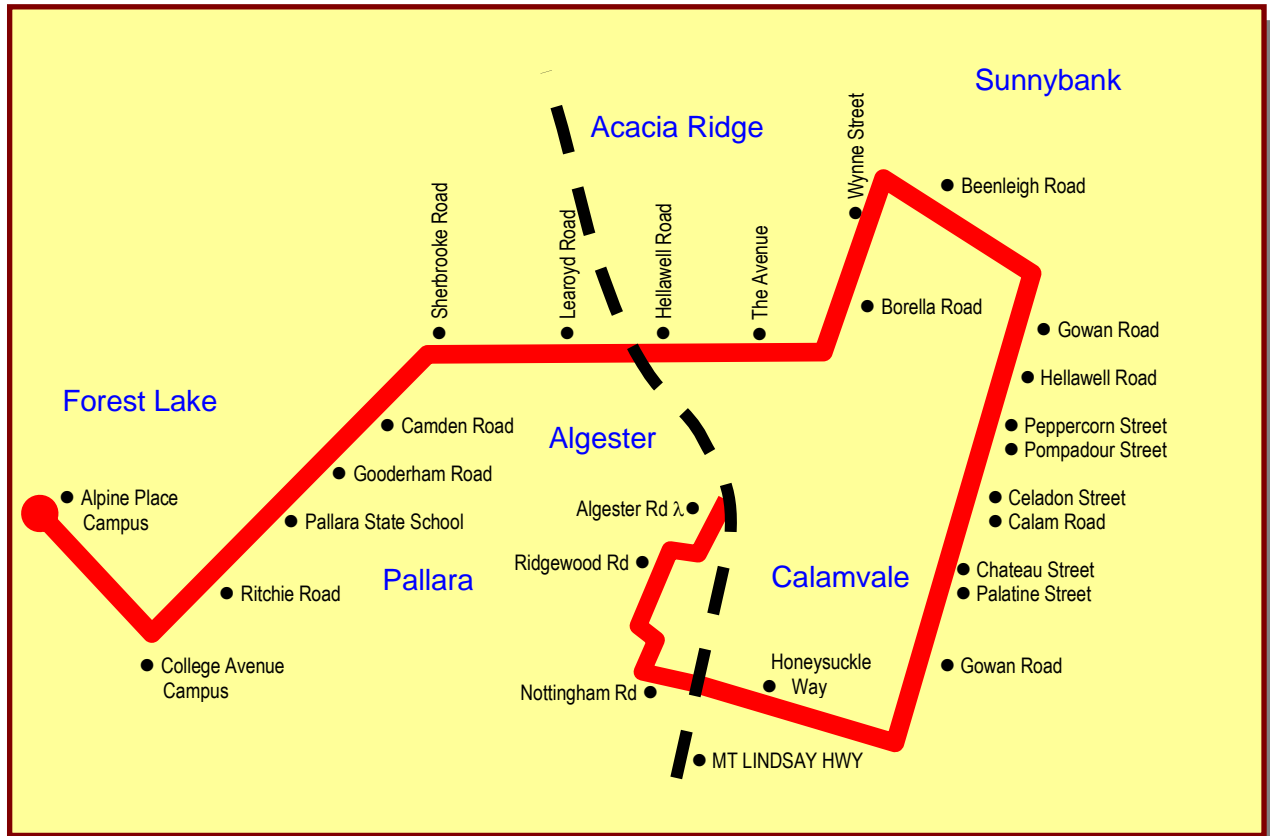 Sunnybank
Acacia Ridge
Wynne Street
Beenleigh Road
Sherbrooke Road
Learoyd Road
Hellawell Road
The Avenue
Borella Road
Gowan Road
Hellawell Road
Forest Lake
Camden Road
Algester
Peppercorn Street
Pompadour Street
Gooderham Road
Alpine Place
Campus
Algester Rd λ
Celadon Street
Calam Road
Pallara State School
Ridgewood Rd
Pallara
Calamvale
Chateau Street
Palatine Street
Ritchie Road
College Avenue
Campus
Honeysuckle
Way
Gowan Road
Nottingham Rd
MT LINDSAY HWY